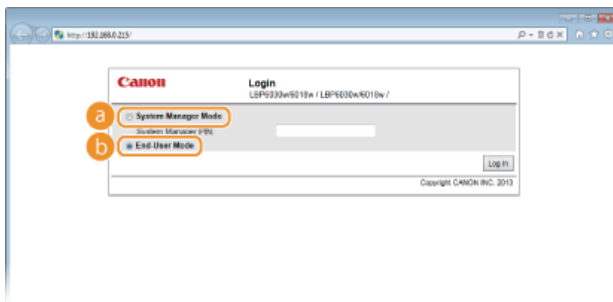 http://192.168.0.215/
Canon
Login
LBP6030w/6018w / LBP6030w/6018w /
a
System Manager Mode
System Manager PIN:
b
End-User Mode
Log In
Copyright CANON INC. 2013